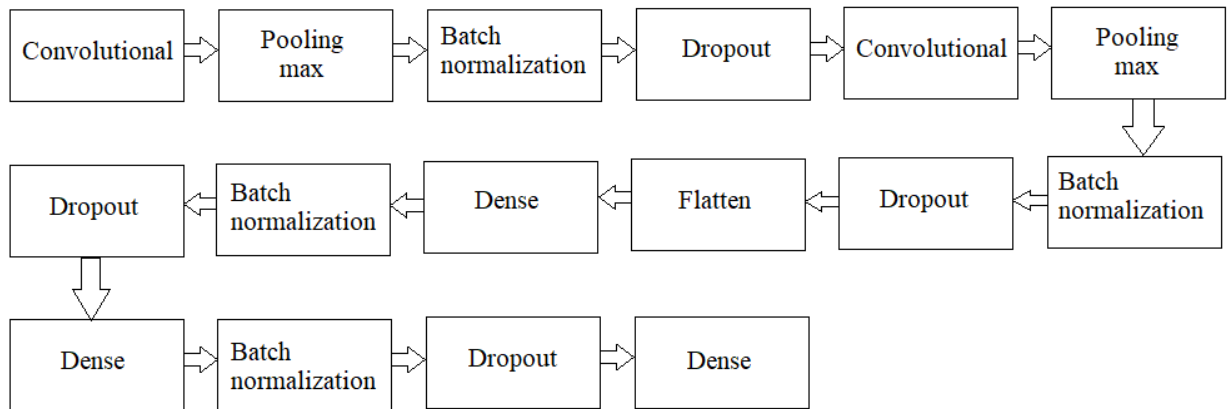 Convolutional
Pooling
max
Batch
normalization
Dropout
Convolutional
Pooling
max
Dropout
Batch
normalization
Dense
Flatten
Dropout
Batch
normalization
Dense
Batch
normalization
Dropout
Dense